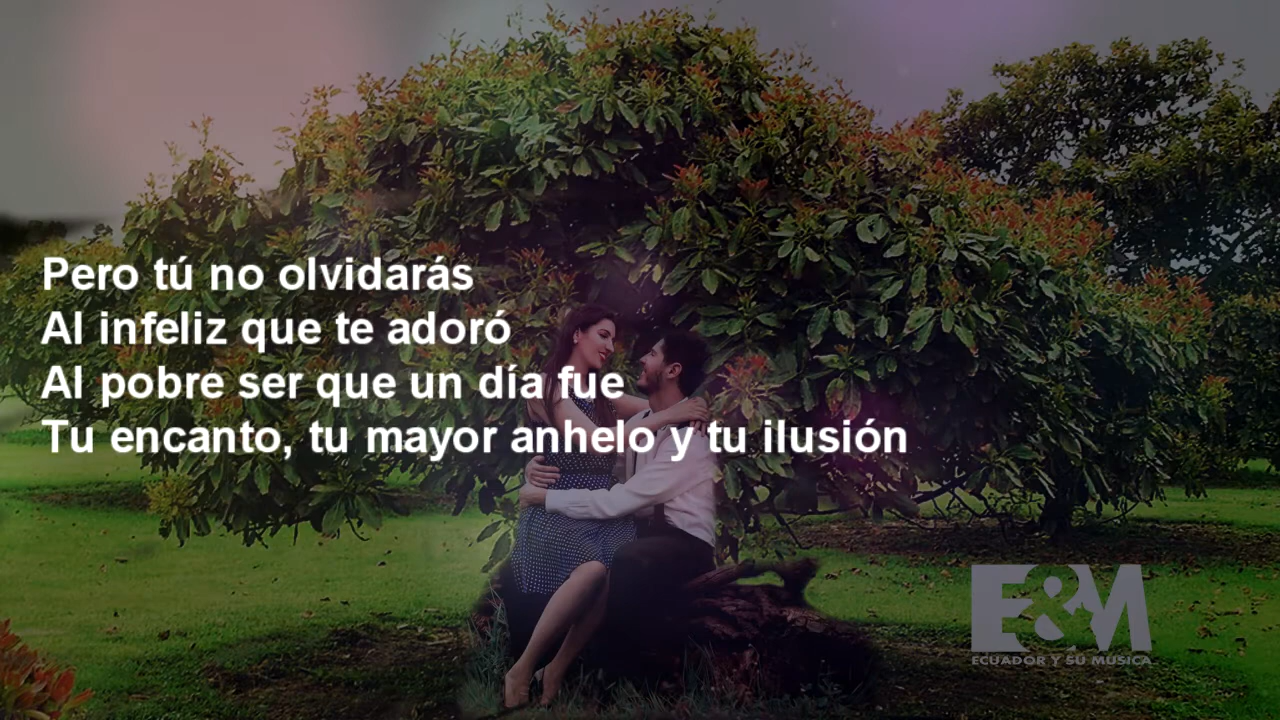 Pero tú no olvidarás
Al infeliz que te adoró
Al pobre ser que un día fue
Tu encanto, tu mayor anhelo y tu ilusión
E&M
ECUADOR Y SU MUSICA